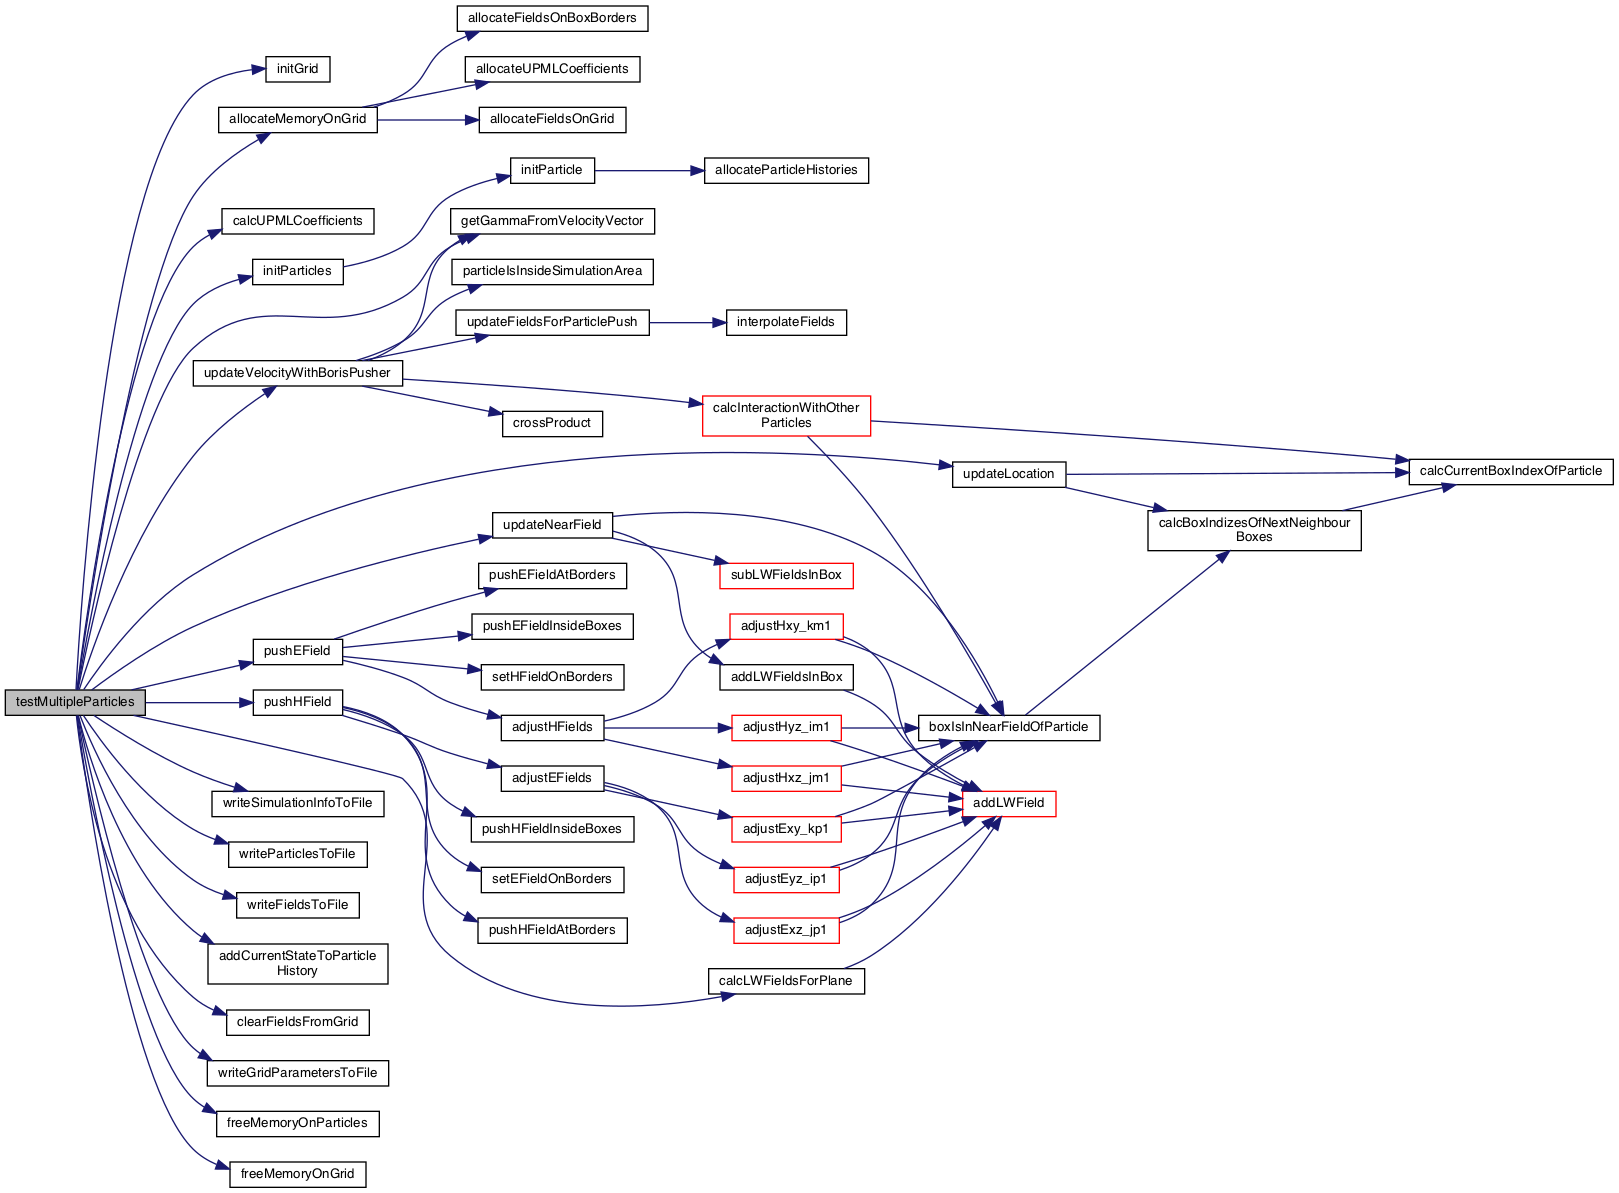 allocateFieldsOnBoxBorders
initGrid
allocateUPMLCoefficients
allocateMemoryOnGrid
allocateFieldsOnGrid
initParticle
allocateParticleHistories
calcUPMLCoefficients
getGammaFromVelocityVector
initParticles
particleIsInsideSimulationArea
updateFieldsForParticlePush
interpolateFields
updateVelocityWithBorisPusher
calcInteractionWithOther
Particles
crossProduct
updateLocation
calcCurrentBoxIndexOfParticle
updateNearField
calcBoxIndizesOfNextNeighbour
Boxes
pushEFieldAtBorders
subLWFieldsInBox
pushEFieldInsideBoxes
adjustHxy_km1
pushEField
setHFieldOnBorders
addLWFieldsInBox
testMultipleParticles
pushHField
adjustHFields
adjustHyz_im1
boxIsInNearFieldOfParticle
adjustEFields
adjustHxz_jm1
writeSimulationInfoToFile
addLWField
pushHFieldInsideBoxes
adjustExy_kp1
writeParticlesToFile
setEFieldOnBorders
adjustEyz_ip1
writeFieldsToFile
pushHFieldAtBorders
adjustExz_jp1
addCurrentStateToParticle
History
calcLWFieldsForPlane
clearFieldsFromGrid
writeGridParametersToFile
freeMemoryOnParticles
freeMemoryOnGrid